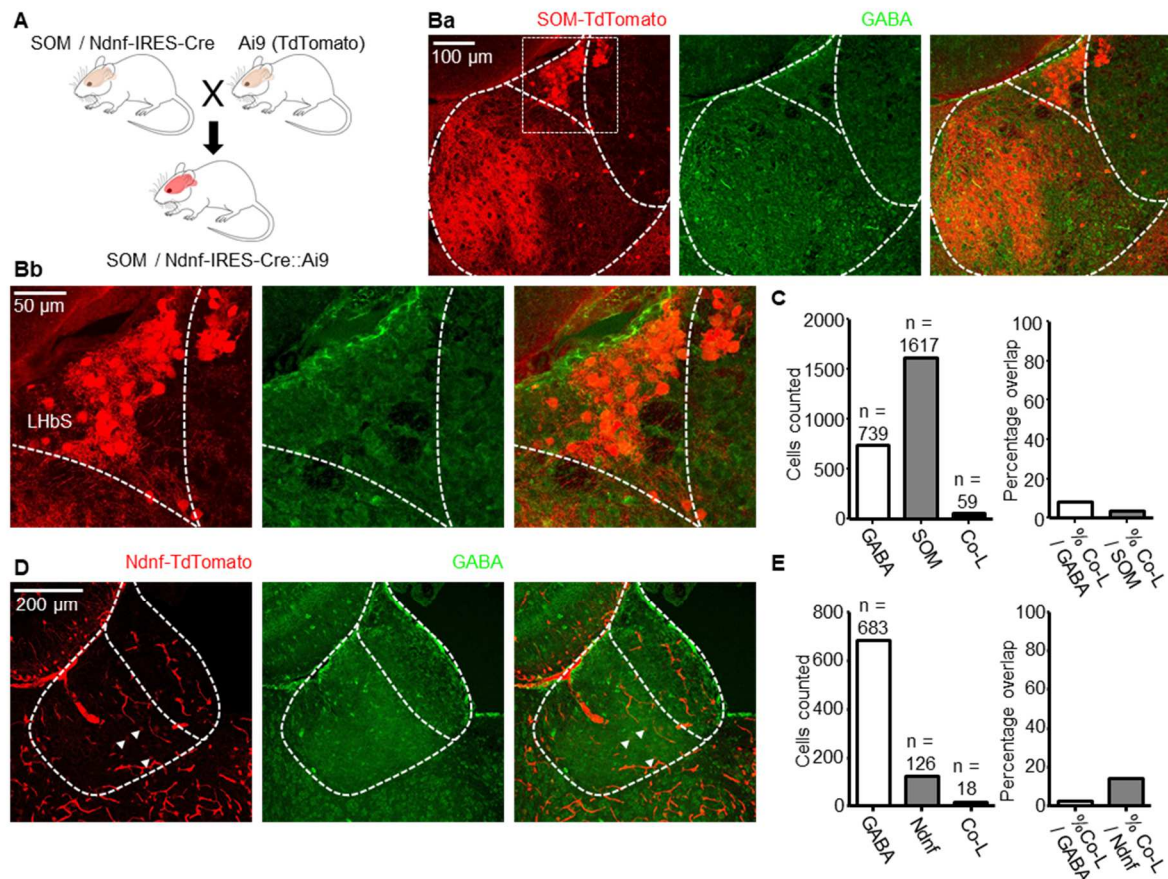 A
SOM / Ndnf-IRES-Cre
Ai9 (TdTomato)
X
SOM / Ndnf-IRES-Cre::Ai9
Ba
SOM-TdTomato
GABA
100 µm
Bb
50 µm
LHbS
C
Cells counted
2000
1500
1000
500
0
n =
739
n =
1617
n =
59
GABA
SOM
Co-L
Percentage overlap
100
80
60
40
20
0
% Co-L
/ GABA
% Co-L
/ SOM
D
Ndnf-TdTomato
GABA
200 µm
E
Cells counted
800
600
400
200
0
n =
683
n =
126
n =
18
GABA
Ndnf
Co-L
Percentage overlap
100
80
60
40
20
0
%Co-L
/ GABA
% Co-L
/ Ndnf